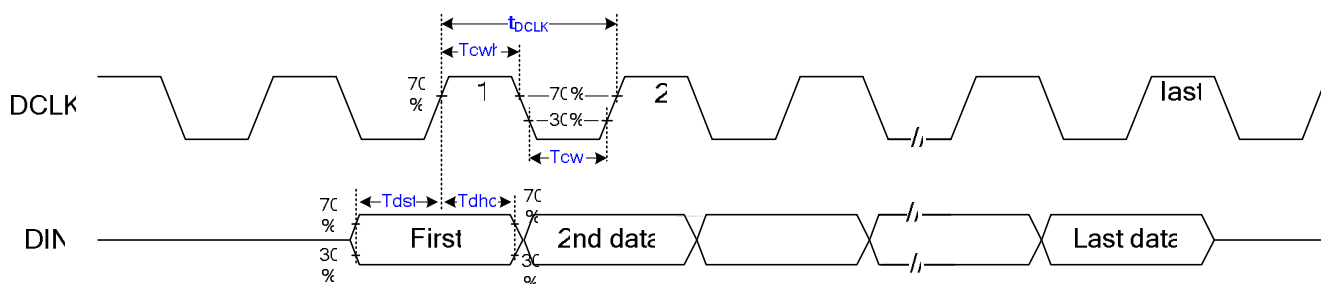 tDCLK
Tcwh
DCLK
70
%
1
70%
30%
2
last
Tcw
70
%
Tdst
Tdhd
70
%
DIN
First
2nd data
Last data
30
%
30
%